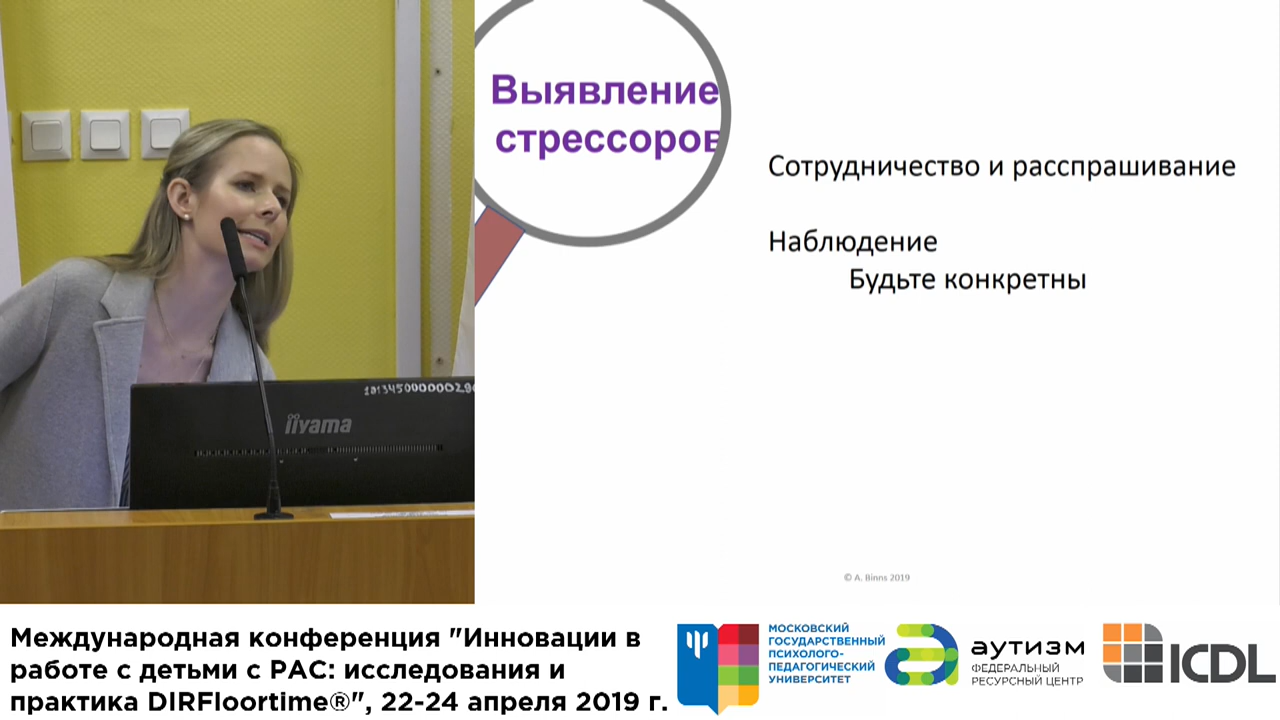 Выявление
стрессоров
Сотрудничество и расспрашивание
Наблюдение
Будьте конкретны
© A. Binns 2019
iiyama
Международная конференция "Инновации в
работе с детьми с РАС: исследования и
практика DIRFloortime®", 22-24 апреля 2019 г.
МОСКОВСКИЙ
ГОСУДАРСТВЕННЫЙ
ПСИХОЛОГО-
ПЕДАГОГИЧЕСКИЙ
УНИВЕРСИТЕТ
аутизм
ФЕДЕРАЛЬНЫЙ
РЕСУРСНЫЙ ЦЕНТР
ICDL